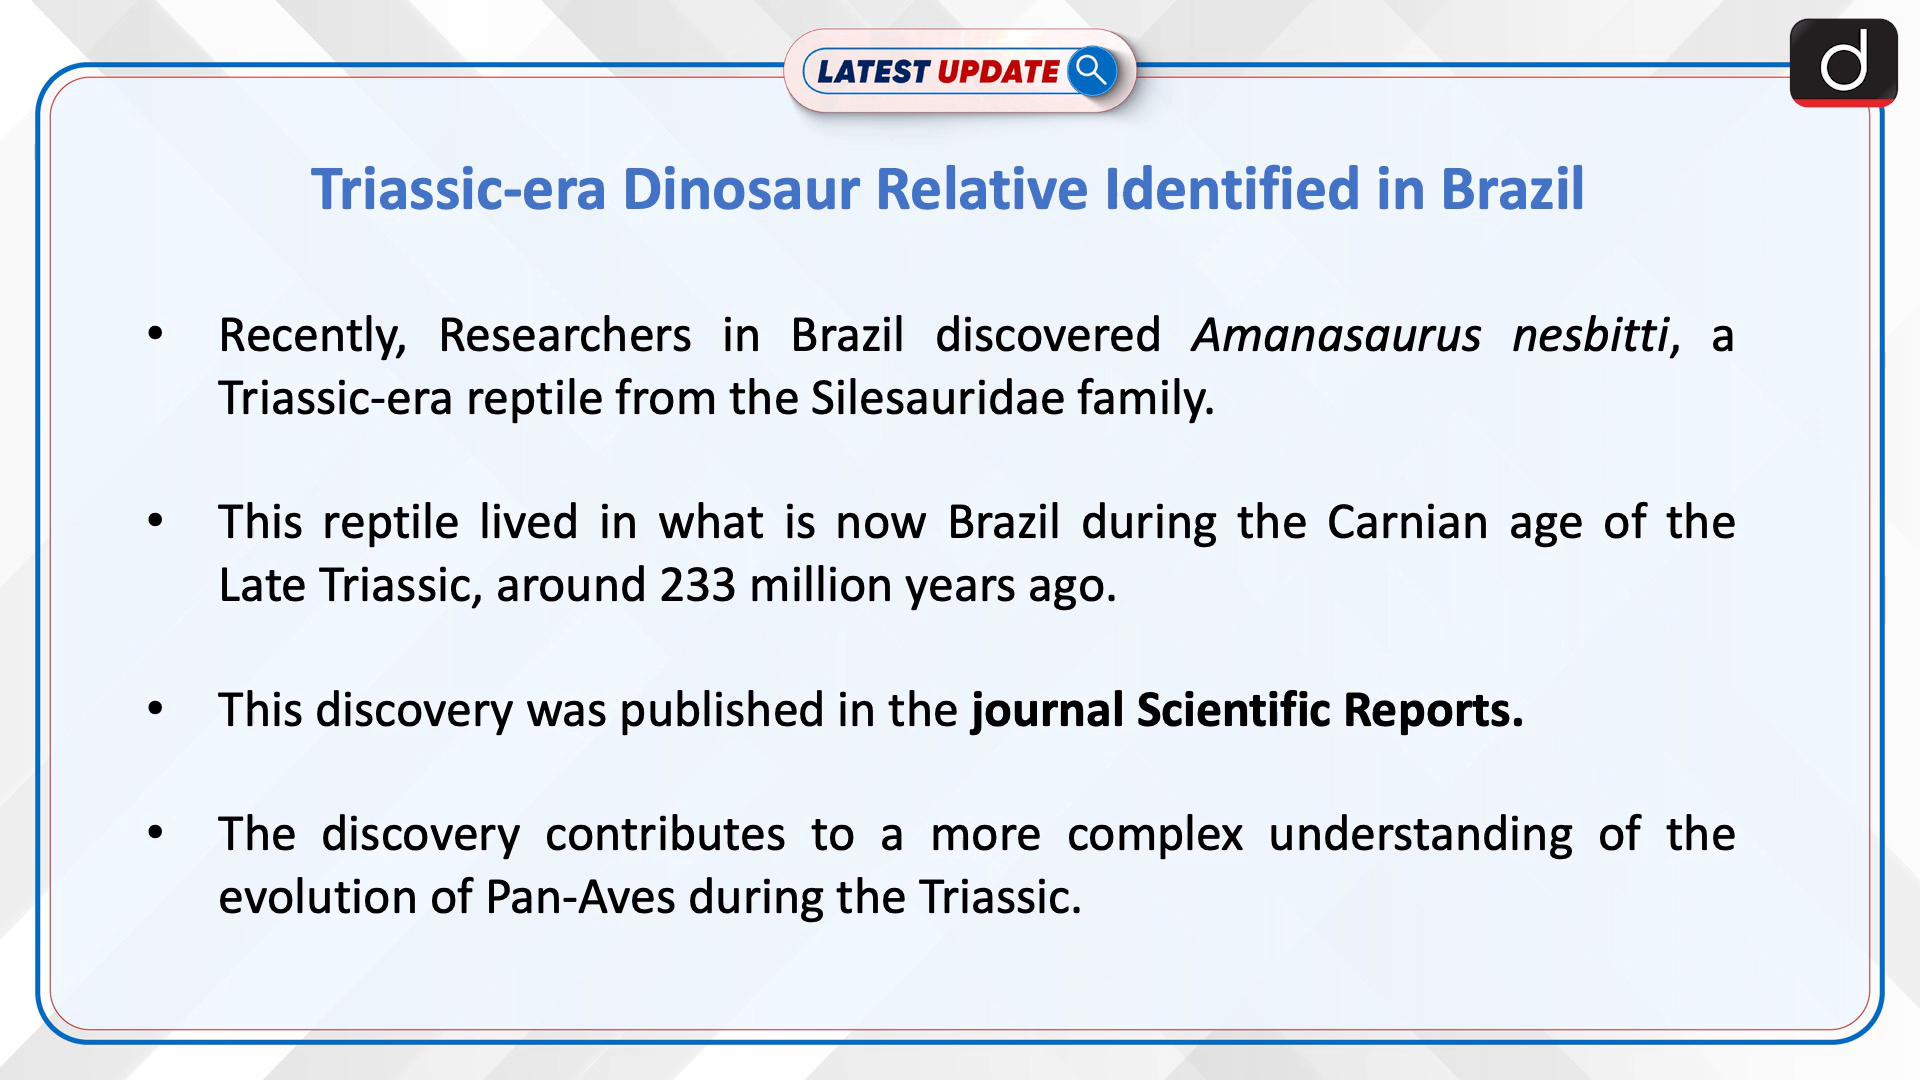 LATEST UPDATE
d
Triassic-era Dinosaur Relative Identified in Brazil
• Recently, Researchers in Brazil discovered Amanasaurus nesbitti, a
Triassic-era reptile from the Silesauridae family.
• This reptile lived in what is now Brazil during the Carnian age of the
Late Triassic, around 233 million years ago.
• This discovery was published in the journal Scientific Reports.
• The discovery contributes to a more complex understanding of the
evolution of Pan-Aves during the Triassic.